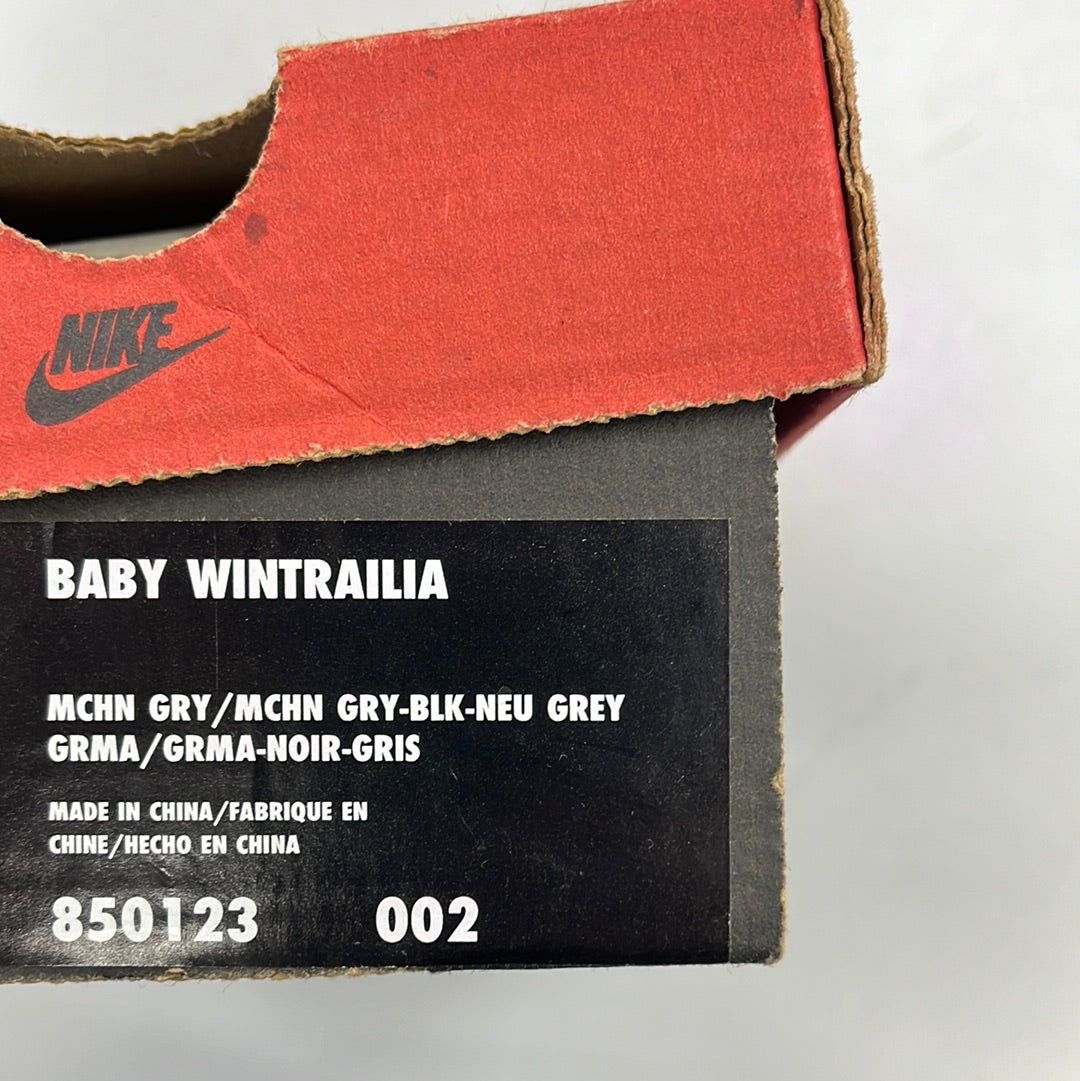 NIKE
BABY WINTRAILIA
MCHN GRY/MCHN GRY-BLK-NEU GREY
GRMA/GRMA-NOIR-GRIS
MADE IN CHINA/FABRIQUE EN
CHINE/HECHO EN CHINA
850123 002